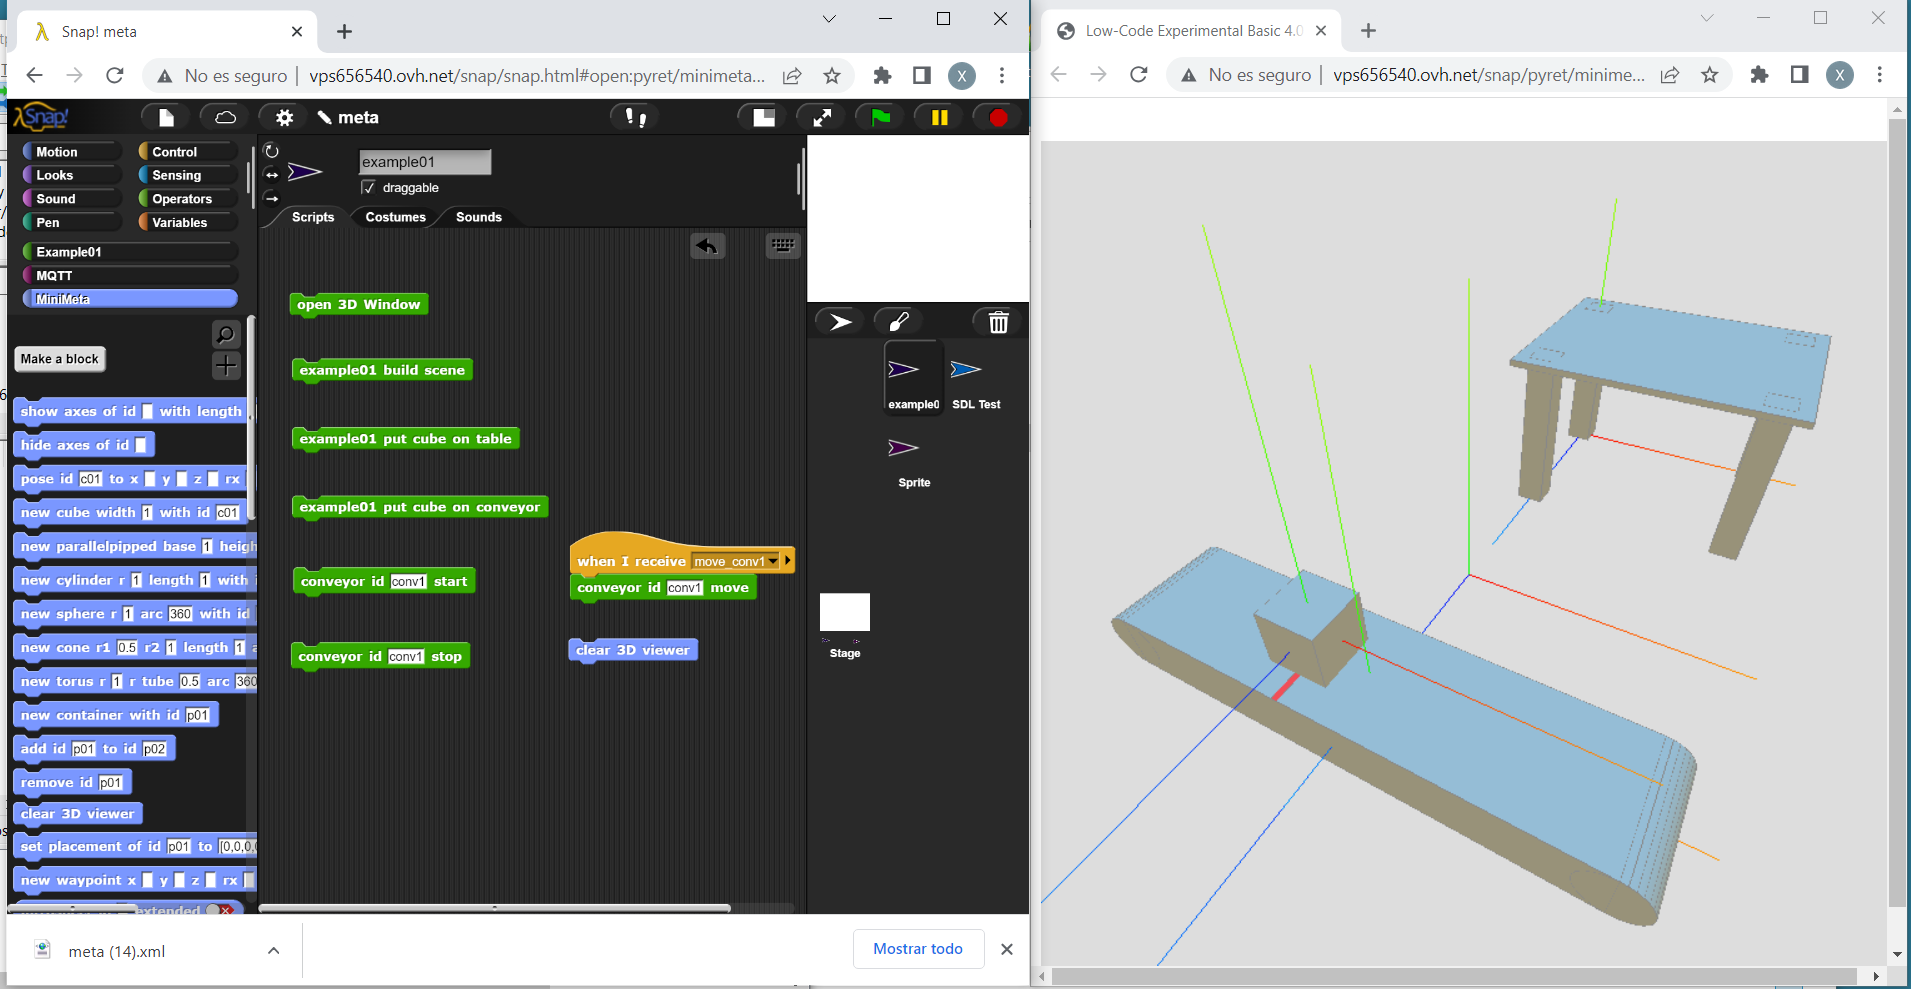 Snap! meta
No es seguro | vps656540.ovh.net/snap/snap.html#open:pyret/minimeta...
X
Snap!
meta
Motion
Control
Looks
Sensing
Sound
Operators
Pen
Variables
Example01
MQTT
MiniMeta
Make a block
show axes of id with length
hide axes of id
pose id c01 to x y z rx
new cube width 1 with id c01
new parallelpipped base 1 heigh
new cylinder r 1 length 1 with i
new sphere r 1 arc 360 with id
new cone r1 0.5 r2 1 length 1 a
new torus r 1 r tube 0.5 arc 360
new container with id p01
add id p01 to id p02
remove id p01
clear 3D viewer
set placement of id p01 to [0,0,0,
new waypoint x y z rx
extended
example01
draggable
Scripts
Costumes
Sounds
open 3D Window
example01 build scene
example01 put cube on table
example01 put cube on conveyor
conveyor id conv1 start
conveyor id conv1 stop
when I receive move_conv1
conveyor id conv1 move
clear 3D viewer
example0
SDL Test
Sprite
Stage
meta (14).xml
Mostrar todo
Low-Code Experimental Basic 4.0
No es seguro | vps656540.ovh.net/snap/pyret/minime...
X